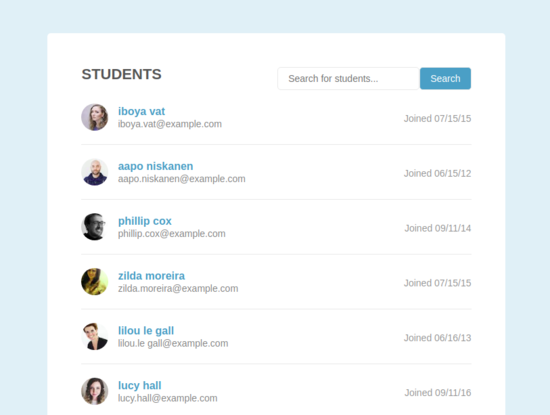 STUDENTS
Search for students...
Search
iboya vat
iboya.vat@example.com
Joined 07/15/15
aapo niskanen
aapo.niskanen@example.com
Joined 06/15/12
phillip cox
phillip.cox@example.com
Joined 09/11/14
zilda moreira
zilda.moreira@example.com
Joined 07/15/15
lilou le gall
lilou.le gall@example.com
Joined 06/16/13
lucy hall
lucy.hall@example.com
Joined 09/11/16